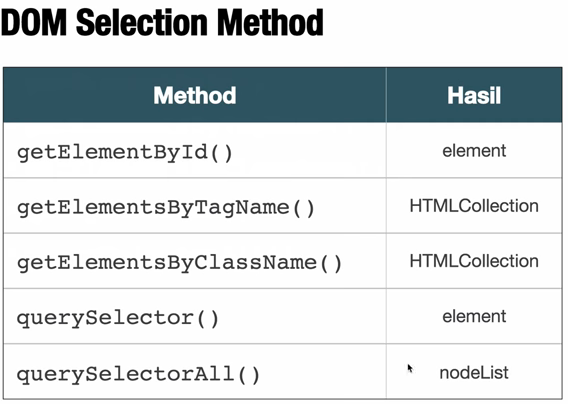 DOM Selection Method
Method Hasil
getElementById() element
getElementsByTagName() HTMLCollection
getElementsByClassName() HTMLCollection
querySelector() element
querySelectorAll() nodeList